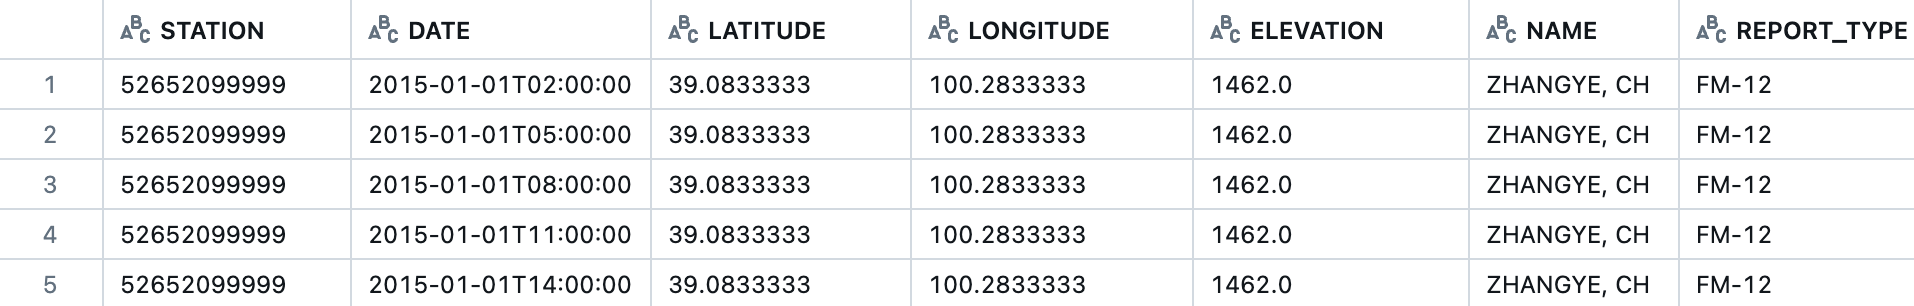 ABC STATION ABC DATE ABC LATITUDE ABC LONGITUDE ABC ELEVATION ABC NAME ABC REPORT_TYPE
1 52652099999 2015-01-01T02:00:00 39.0833333 100.2833333 1462.0 ZHANGYE, CH FM-12
2 52652099999 2015-01-01T05:00:00 39.0833333 100.2833333 1462.0 ZHANGYE, CH FM-12
3 52652099999 2015-01-01T08:00:00 39.0833333 100.2833333 1462.0 ZHANGYE, CH FM-12
4 52652099999 2015-01-01T11:00:00 39.0833333 100.2833333 1462.0 ZHANGYE, CH FM-12
5 52652099999 2015-01-01T14:00:00 39.0833333 100.2833333 1462.0 ZHANGYE, CH FM-12